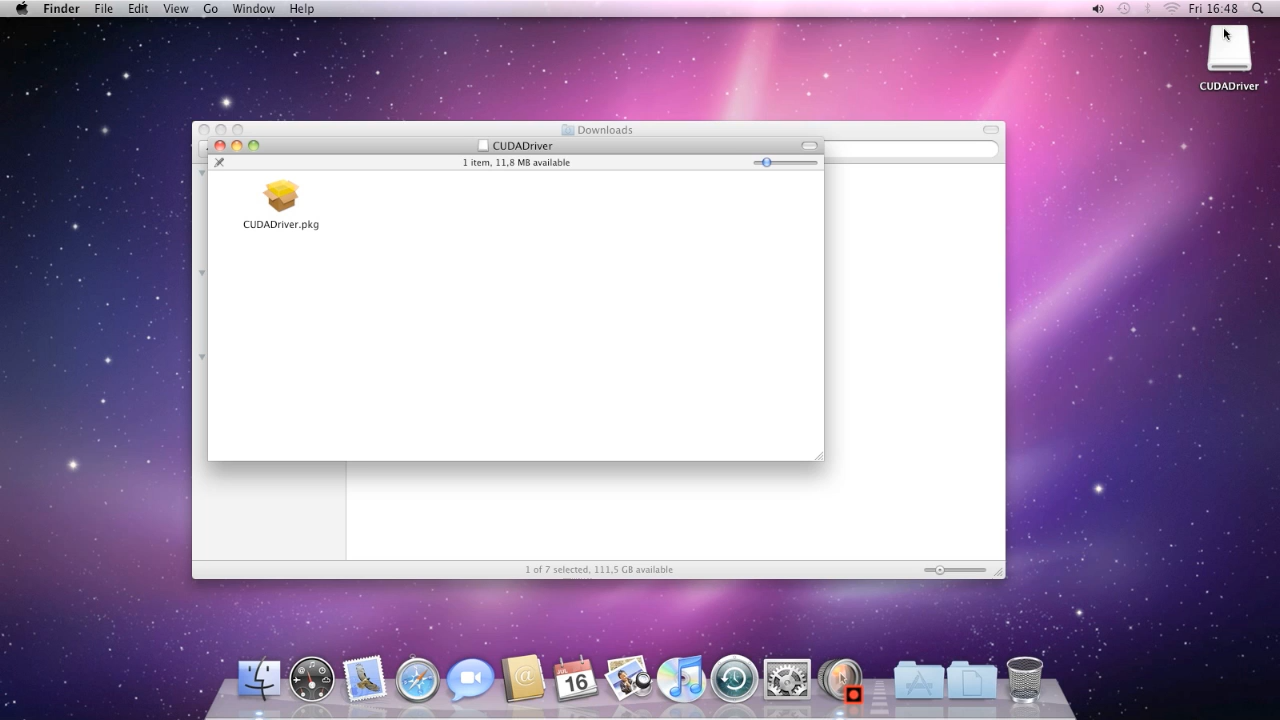 Finder File Edit View Go Window Help
Fri 16:48
CUDADriver
Downloads
CUDADriver
1 item, 11,8 MB available
CUDADriver.pkg
1 of 7 selected, 111,5 GB available
JUL
16